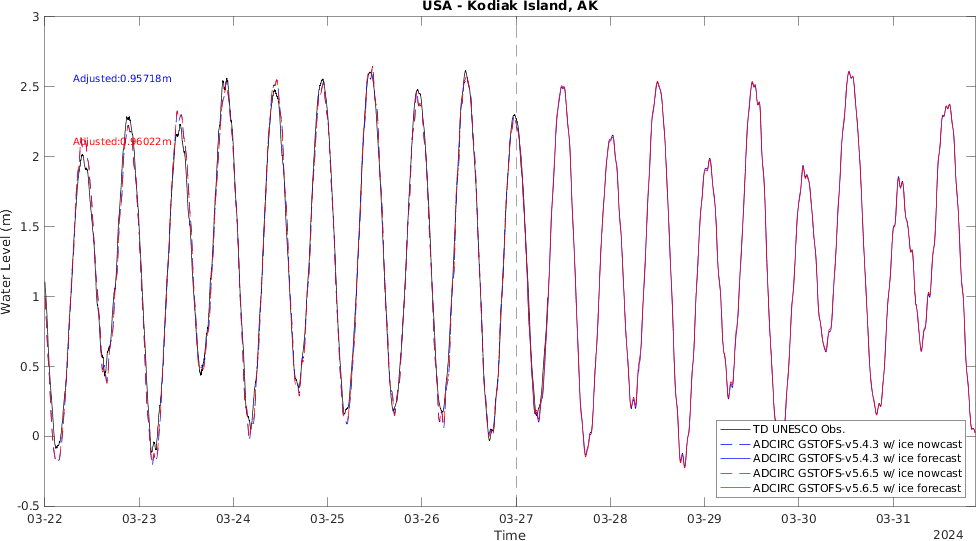 USA - Kodiak Island, AK
3
2.5
2
1.5
1
0.5
0
-0.5
Water Level (m)
Adjusted:0.95718m
Adjusted:0.96022m
TD UNESCO Obs.
ADCIRC GSTOFS-v5.4.3 w/ ice nowcast
ADCIRC GSTOFS-v5.4.3 w/ ice forecast
ADCIRC GSTOFS-v5.6.5 w/ ice nowcast
ADCIRC GSTOFS-v5.6.5 w/ ice forecast
03-22 03-23 03-24 03-25 03-26 03-27 03-28 03-29 03-30 03-31
Time
2024